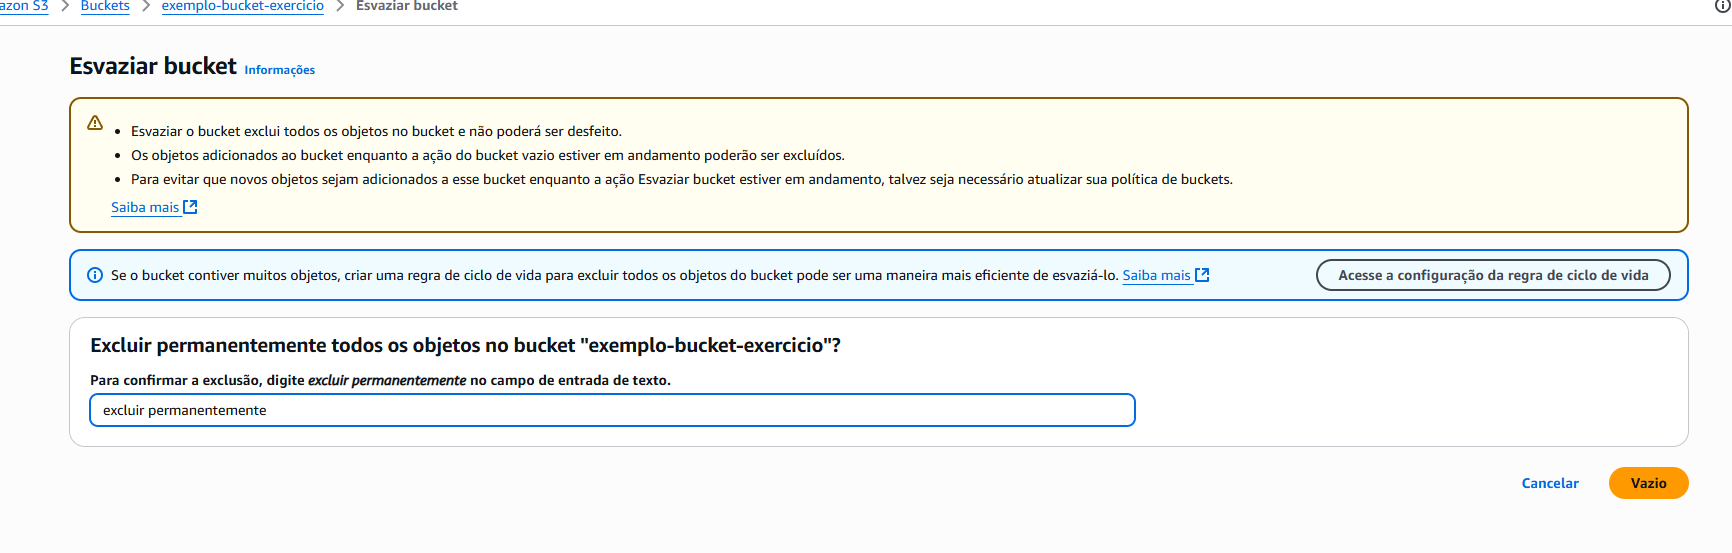 azon S3 > Buckets > exemplo-bucket-exercicio > Esvaziar bucket
Esvaziar bucket Informações
• Esvaziar o bucket exclui todos os objetos no bucket e não poderá ser desfeito.
• Os objetos adicionados ao bucket enquanto a ação do bucket vazio estiver em andamento poderão ser excluídos.
• Para evitar que novos objetos sejam adicionados a esse bucket enquanto a ação Esvaziar bucket estiver em andamento, talvez seja necessário atualizar sua política de buckets.
Saiba mais
Se o bucket contiver muitos objetos, criar uma regra de ciclo de vida para excluir todos os objetos do bucket pode ser uma maneira mais eficiente de esvaziá-lo. Saiba mais
Acesse a configuração da regra de ciclo de vida
Excluir permanentemente todos os objetos no bucket "exemplo-bucket-exercicio"?
Para confirmar a exclusão, digite excluir permanentemente no campo de entrada de texto.
excluir permanentemente
Cancelar
Vazio